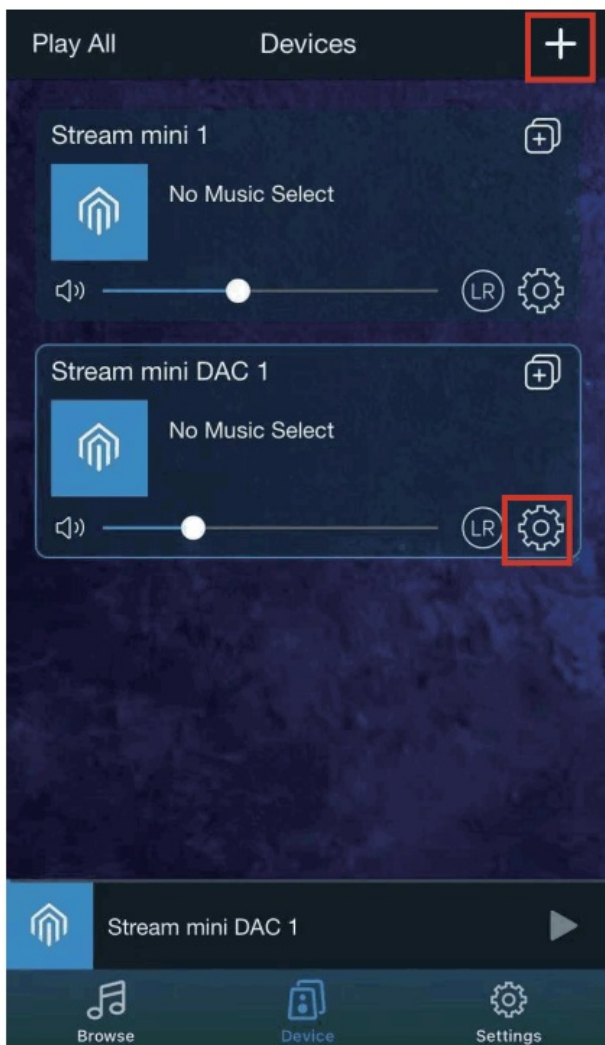 Play All Devices
Stream mini 1
No Music Select
LR
Stream mini DAC 1
No Music Select
LR
Stream mini DAC 1
Browse Device Settings